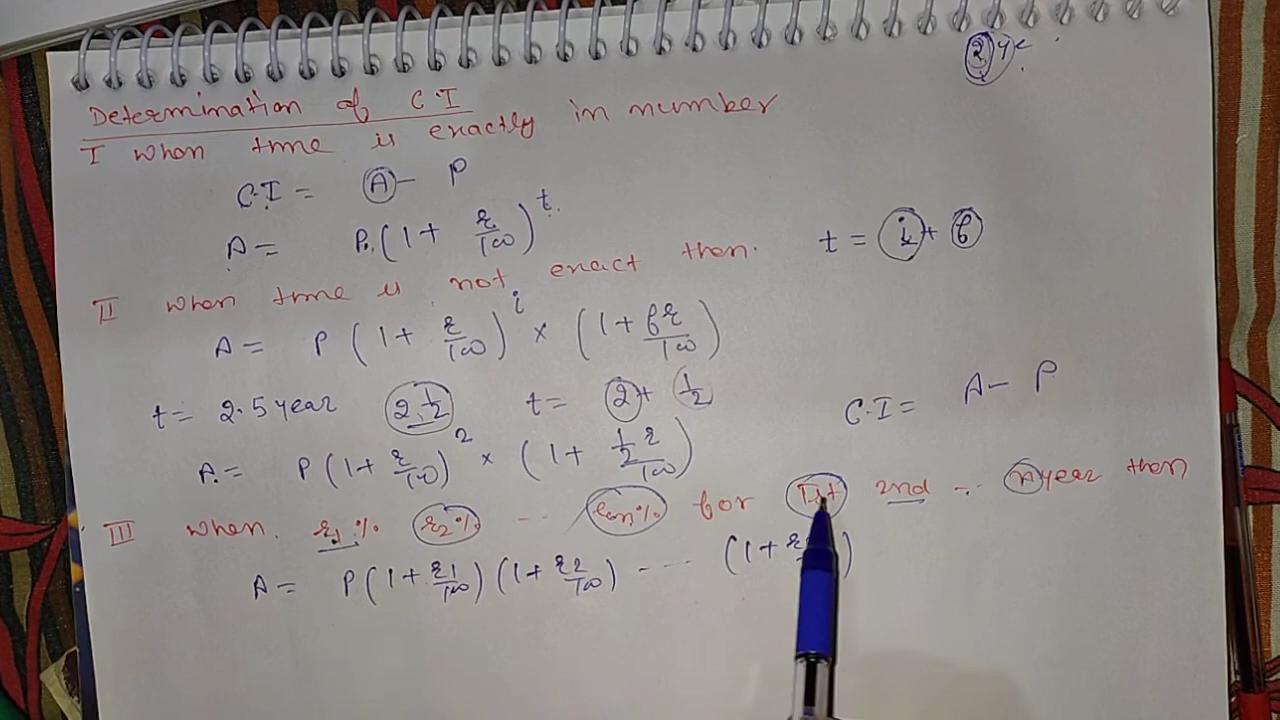 2 yr.
Determination of C.I
I when time is exactly in number
C.I = A - P
A = P.(1 + r/100)^t.
t = i + f
II when time is not exact then.
A = P (1 + r/100)^i × (1 + fr/100)
t = 2.5 year 2 1/2 t = 2 + 1/2
C.I = A - P
A = P (1 + r/100)^2 × (1 + 1/2 r/100)
III when r1% r2% --- rn% for Ist 2nd --- n year then
A = P (1 + r1/100) (1 + r2/100) --- (1 +